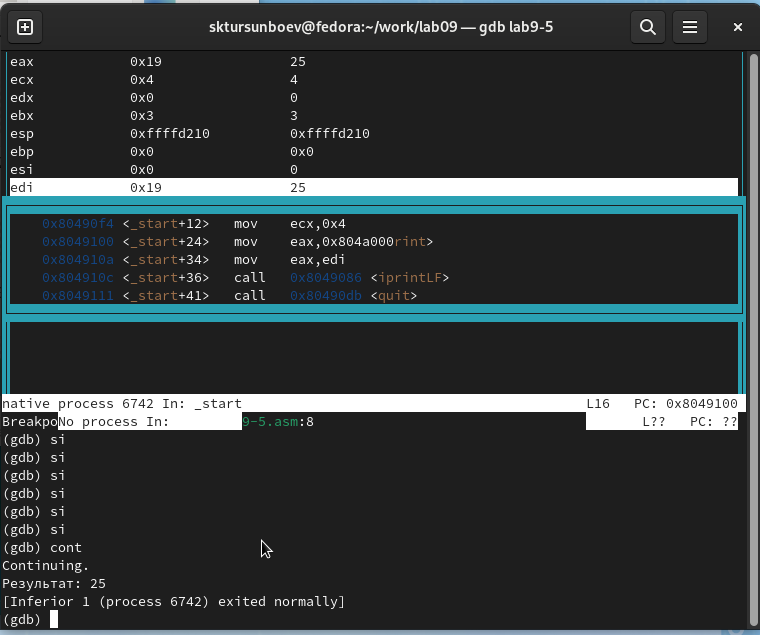 sktursunboev@fedora:~/work/lab09 — gdb lab9-5
eax 0x19 25
ecx 0x4 4
edx 0x0 0
ebx 0x3 3
esp 0xffffd210 0xffffd210
ebp 0x0 0x0
esi 0x0 0
edi 0x19 25
0x80490f4 <_start+12> mov ecx,0x4
0x8049100 <_start+24> mov eax,0x804a000rint>
0x804910a <_start+34> mov eax,edi
0x804910c <_start+36> call 0x8049086 <iprintLF>
0x8049111 <_start+41> call 0x80490db <quit>
native process 6742 In: _start L16 PC: 0x8049100
BreakpoNo process In: 9-5.asm:8 L?? PC: ??
(gdb) si
(gdb) si
(gdb) si
(gdb) si
(gdb) si
(gdb) si
(gdb) cont
Continuing.
Результат: 25
[Inferior 1 (process 6742) exited normally]
(gdb)